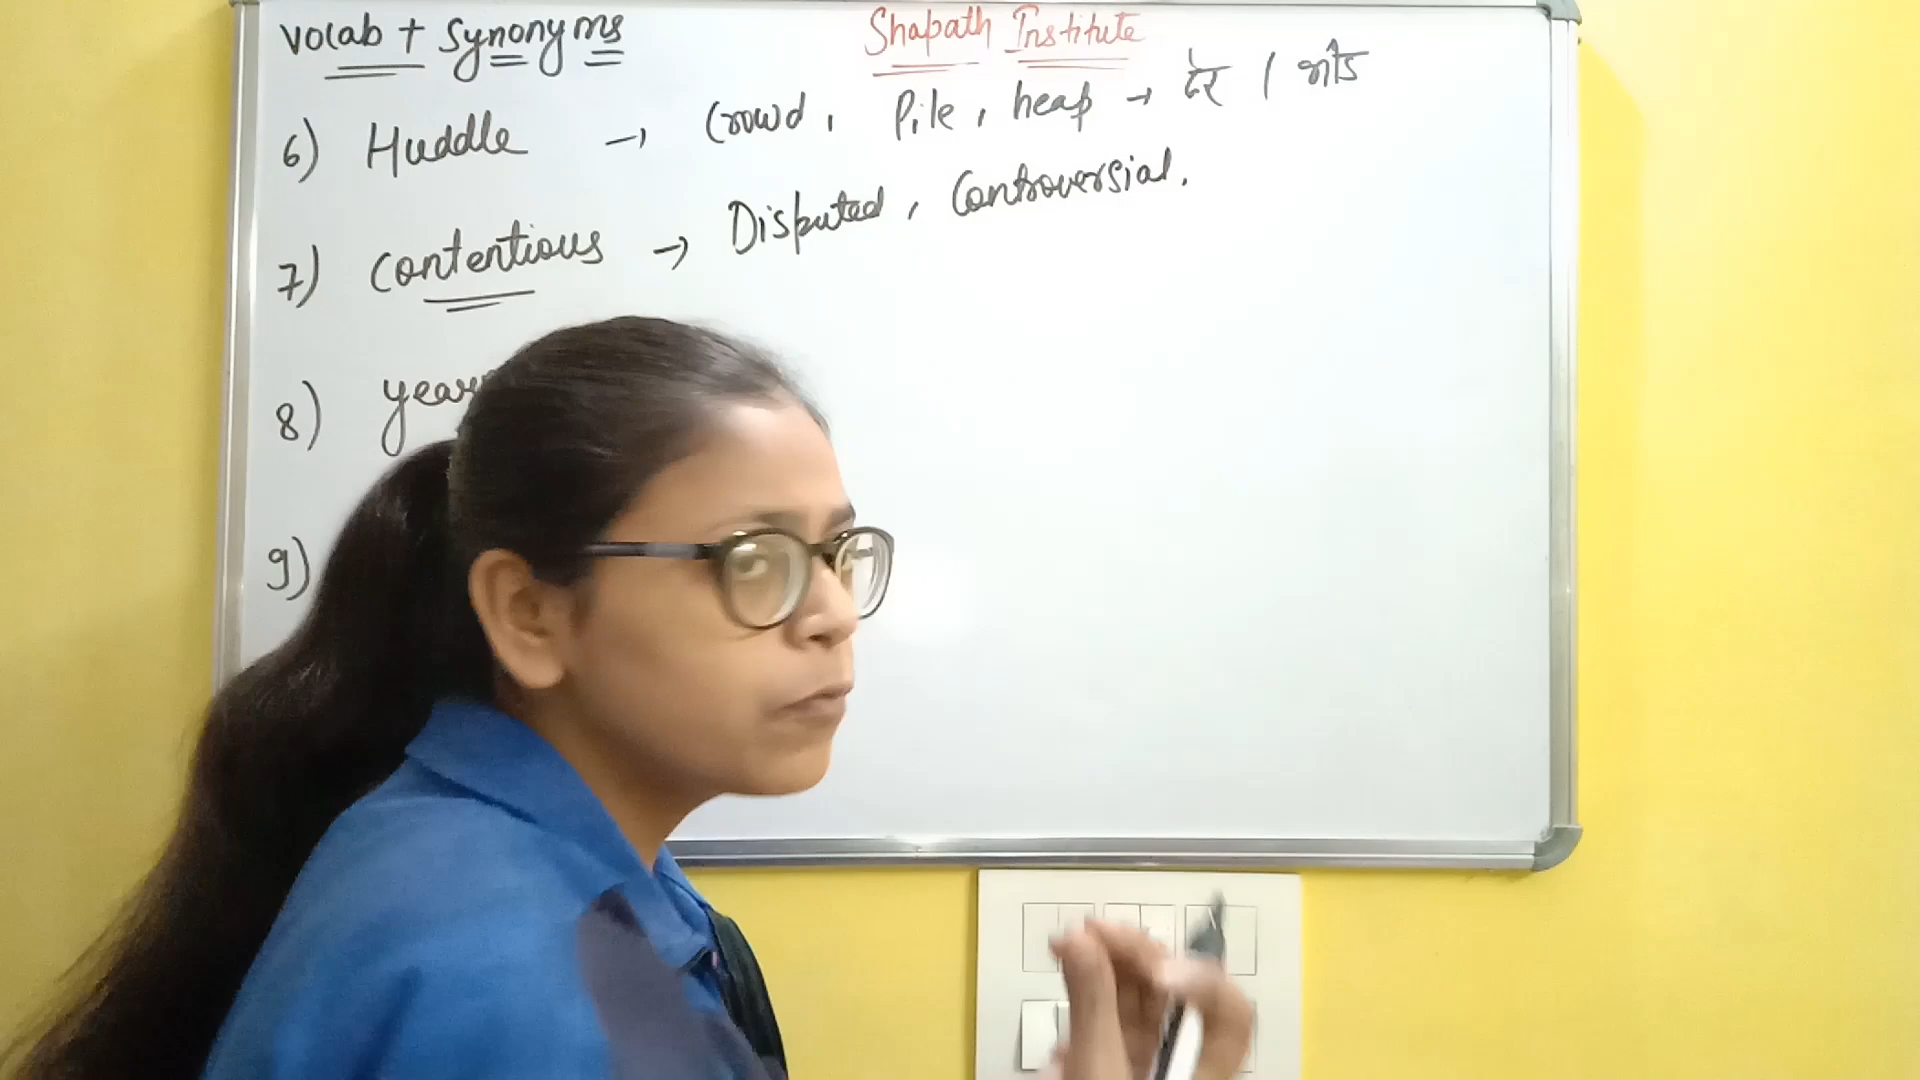 Vocab + Synonyms
Shapath Institute
6) Huddle → Crowd, Pile, heap → ढेर / भीड
7) Contentious → Disputed, Controversial.
8)
9)